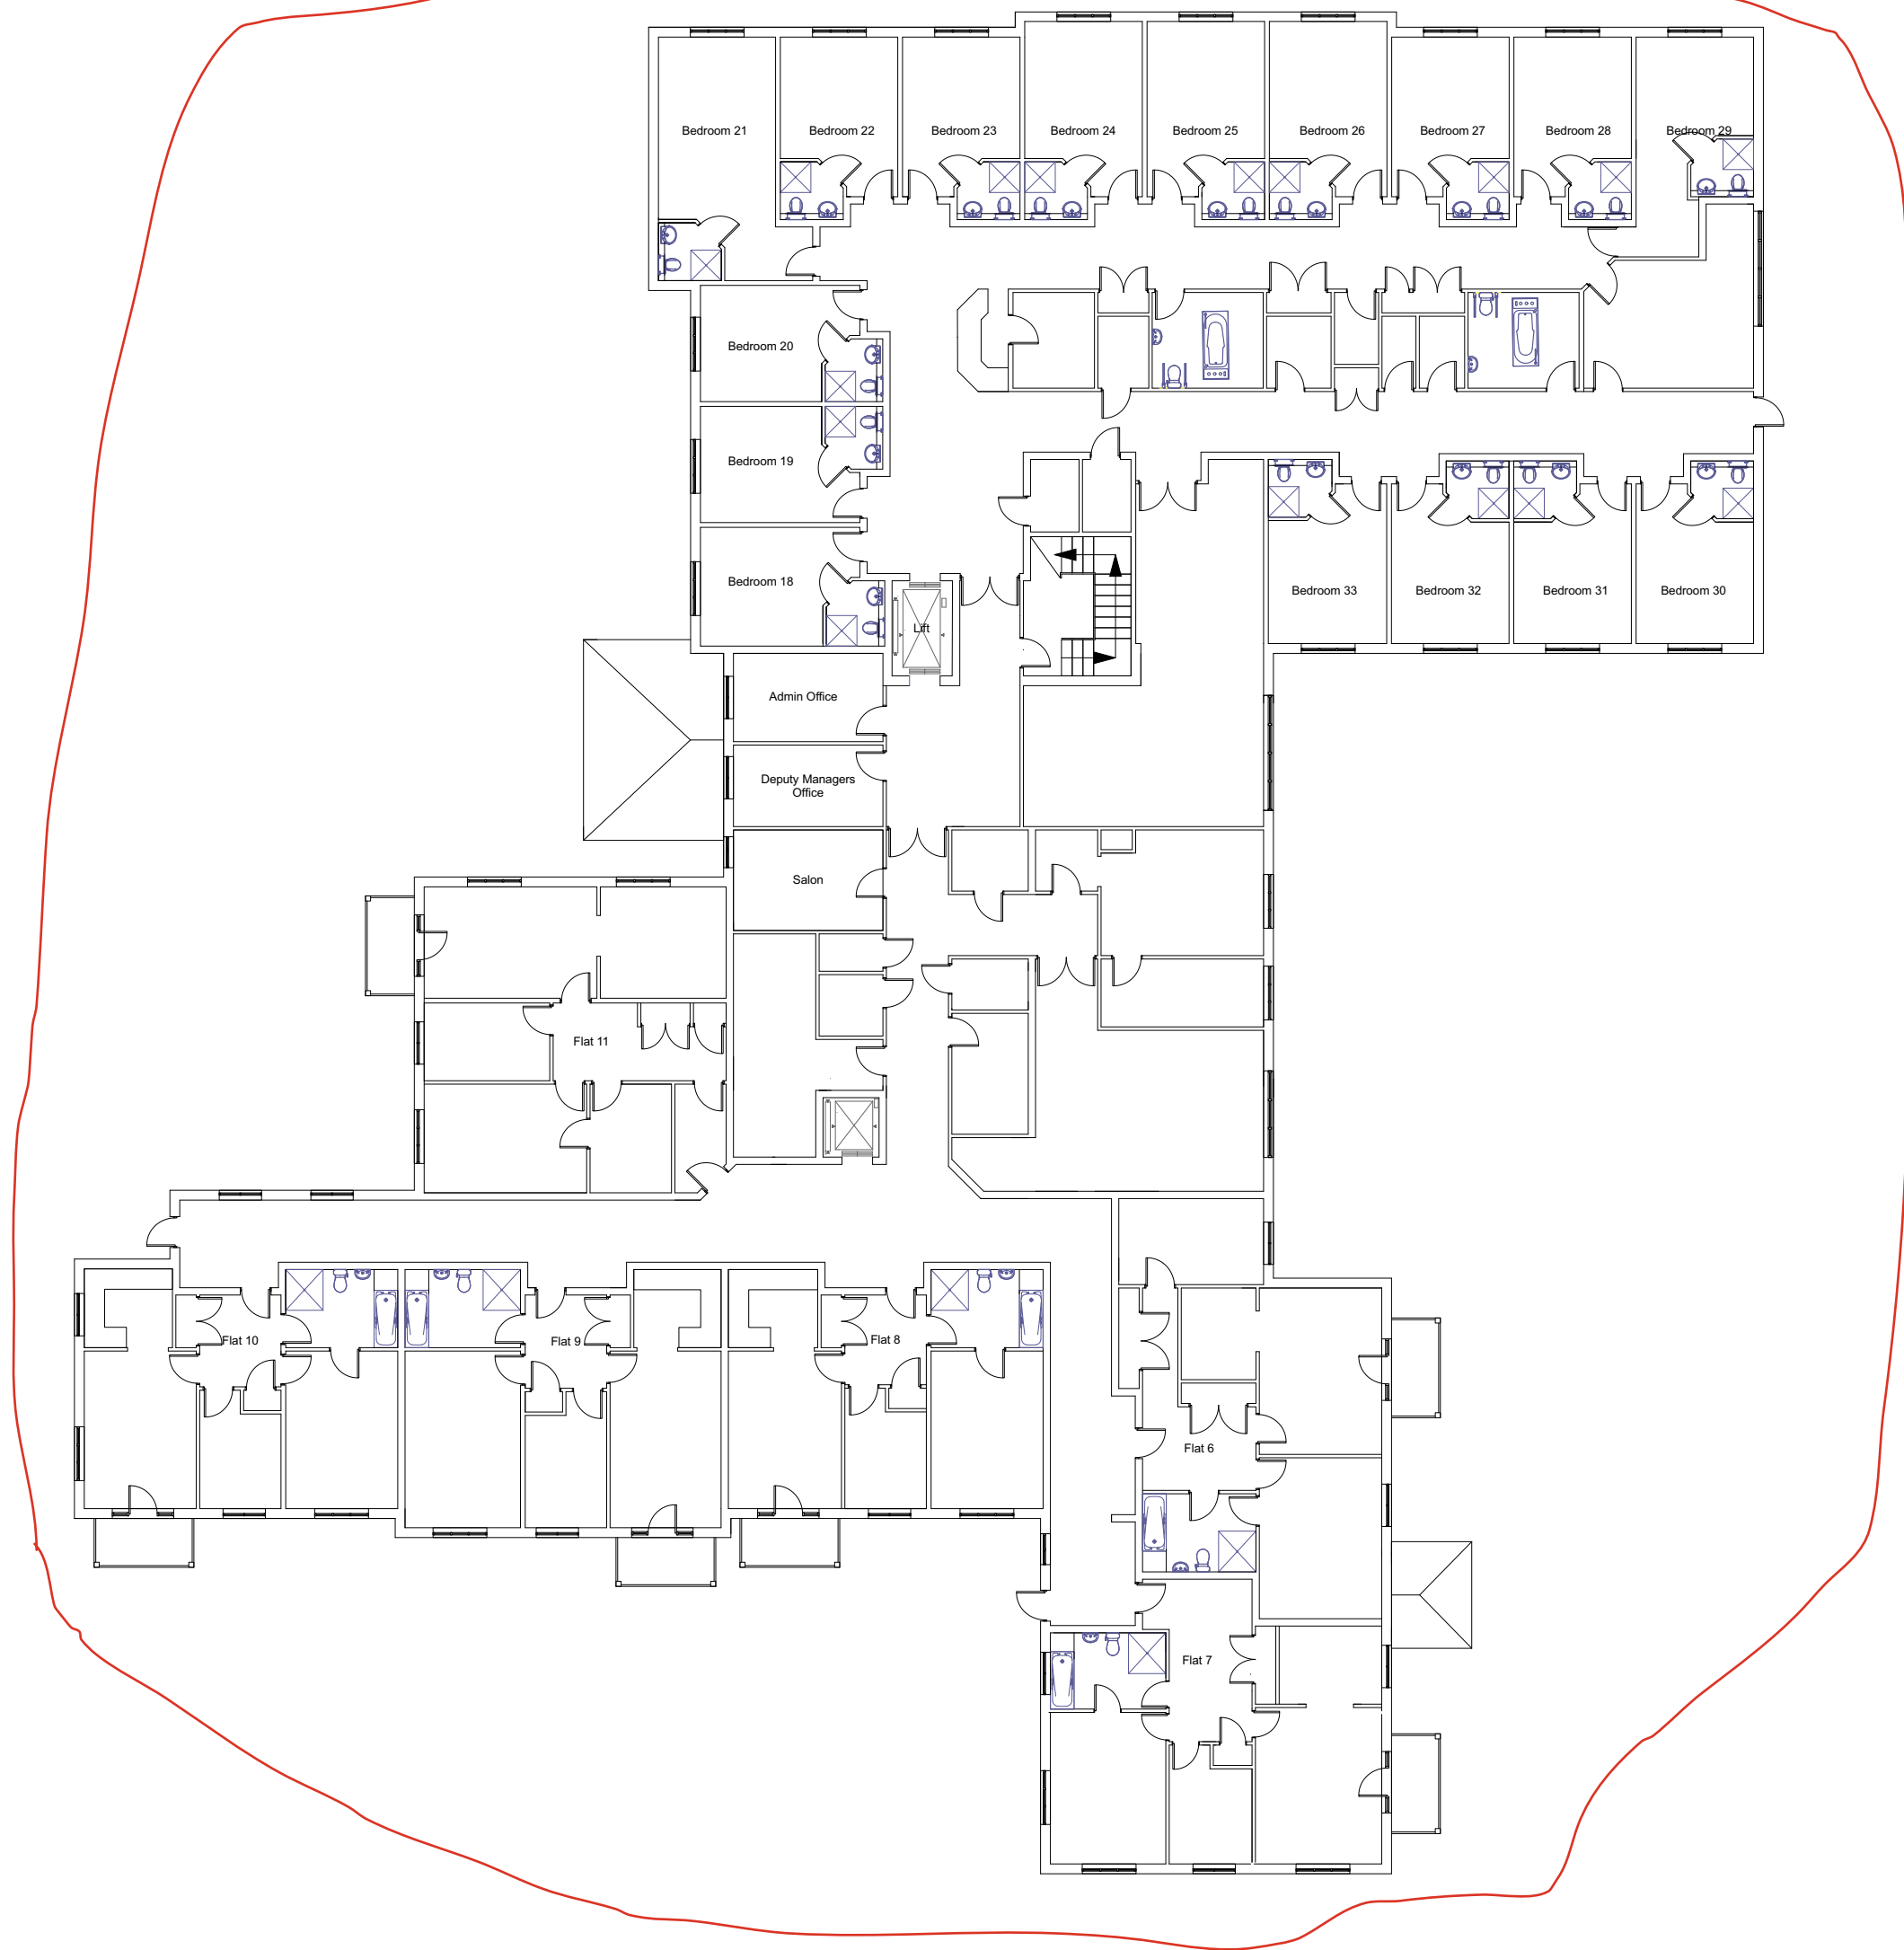 Bedroom 21
Bedroom 22
Bedroom 23
Bedroom 24
Bedroom 25
Bedroom 26
Bedroom 27
Bedroom 28
Bedroom 29
Bedroom 20
Bedroom 19
Bedroom 18
Bedroom 33
Bedroom 32
Bedroom 31
Bedroom 30
Lift
Admin Office
Deputy Managers
Office
Salon
Flat 11
Flat 10
Flat 9
Flat 8
Flat 6
Flat 7